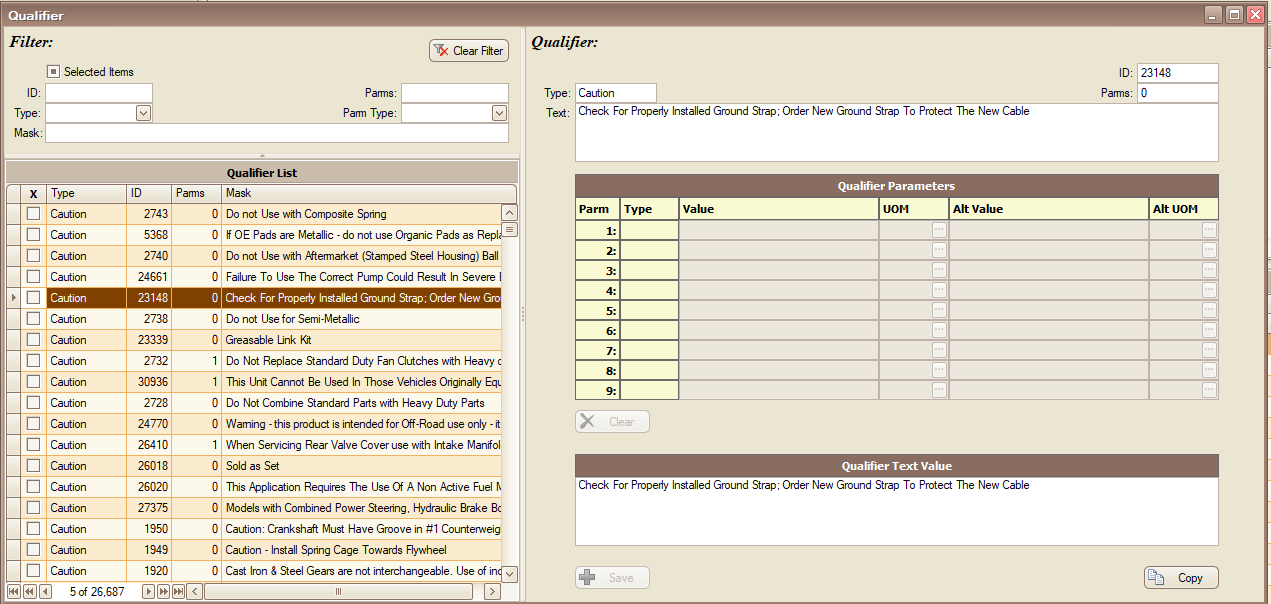 Qualifier
Filter:
Clear Filter
Selected Items
ID:
Parms:
Type:
Parm Type:
Mask:
Qualifier List
X Type ID Parms Mask
Caution 2743 0 Do not Use with Composite Spring
Caution 5368 0 If OE Pads are Metallic - do not use Organic Pads as Repla
Caution 2740 0 Do not Use with Aftermarket (Stamped Steel Housing) Ball
Caution 24661 0 Failure To Use The Correct Pump Could Result In Severe
Caution 23148 0 Check For Properly Installed Ground Strap; Order New Gro
Caution 2738 0 Do not Use for Semi-Metallic
Caution 23339 0 Greasable Link Kit
Caution 2732 1 Do Not Replace Standard Duty Fan Clutches with Heavy
Caution 30936 1 This Unit Cannot Be Used In Those Vehicles Originally Equ
Caution 2728 0 Do Not Combine Standard Parts with Heavy Duty Parts
Caution 24770 0 Warning - this product is intended for Off-Road use only - it
Caution 26410 1 When Servicing Rear Valve Cover use with Intake Manifol
Caution 26018 0 Sold as Set
Caution 26020 0 This Application Requires The Use Of A Non Active Fuel
Caution 27375 0 Models with Combined Power Steering, Hydraulic Brake Bo
Caution 1950 0 Caution: Crankshaft Must Have Groove in #1 Counterweig
Caution 1949 0 Caution - Install Spring Cage Towards Flywheel
Caution 1920 0 Cast Iron & Steel Gears are not interchangeable. Use of inc
5 of 26,687
Qualifier:
ID: 23148
Type: Caution
Parms: 0
Text: Check For Properly Installed Ground Strap; Order New Ground Strap To Protect The New Cable
Qualifier Parameters
Parm Type Value UOM Alt Value Alt UOM
1:
2:
3:
4:
5:
6:
7:
8:
9:
Clear
Qualifier Text Value
Check For Properly Installed Ground Strap; Order New Ground Strap To Protect The New Cable
Save
Copy